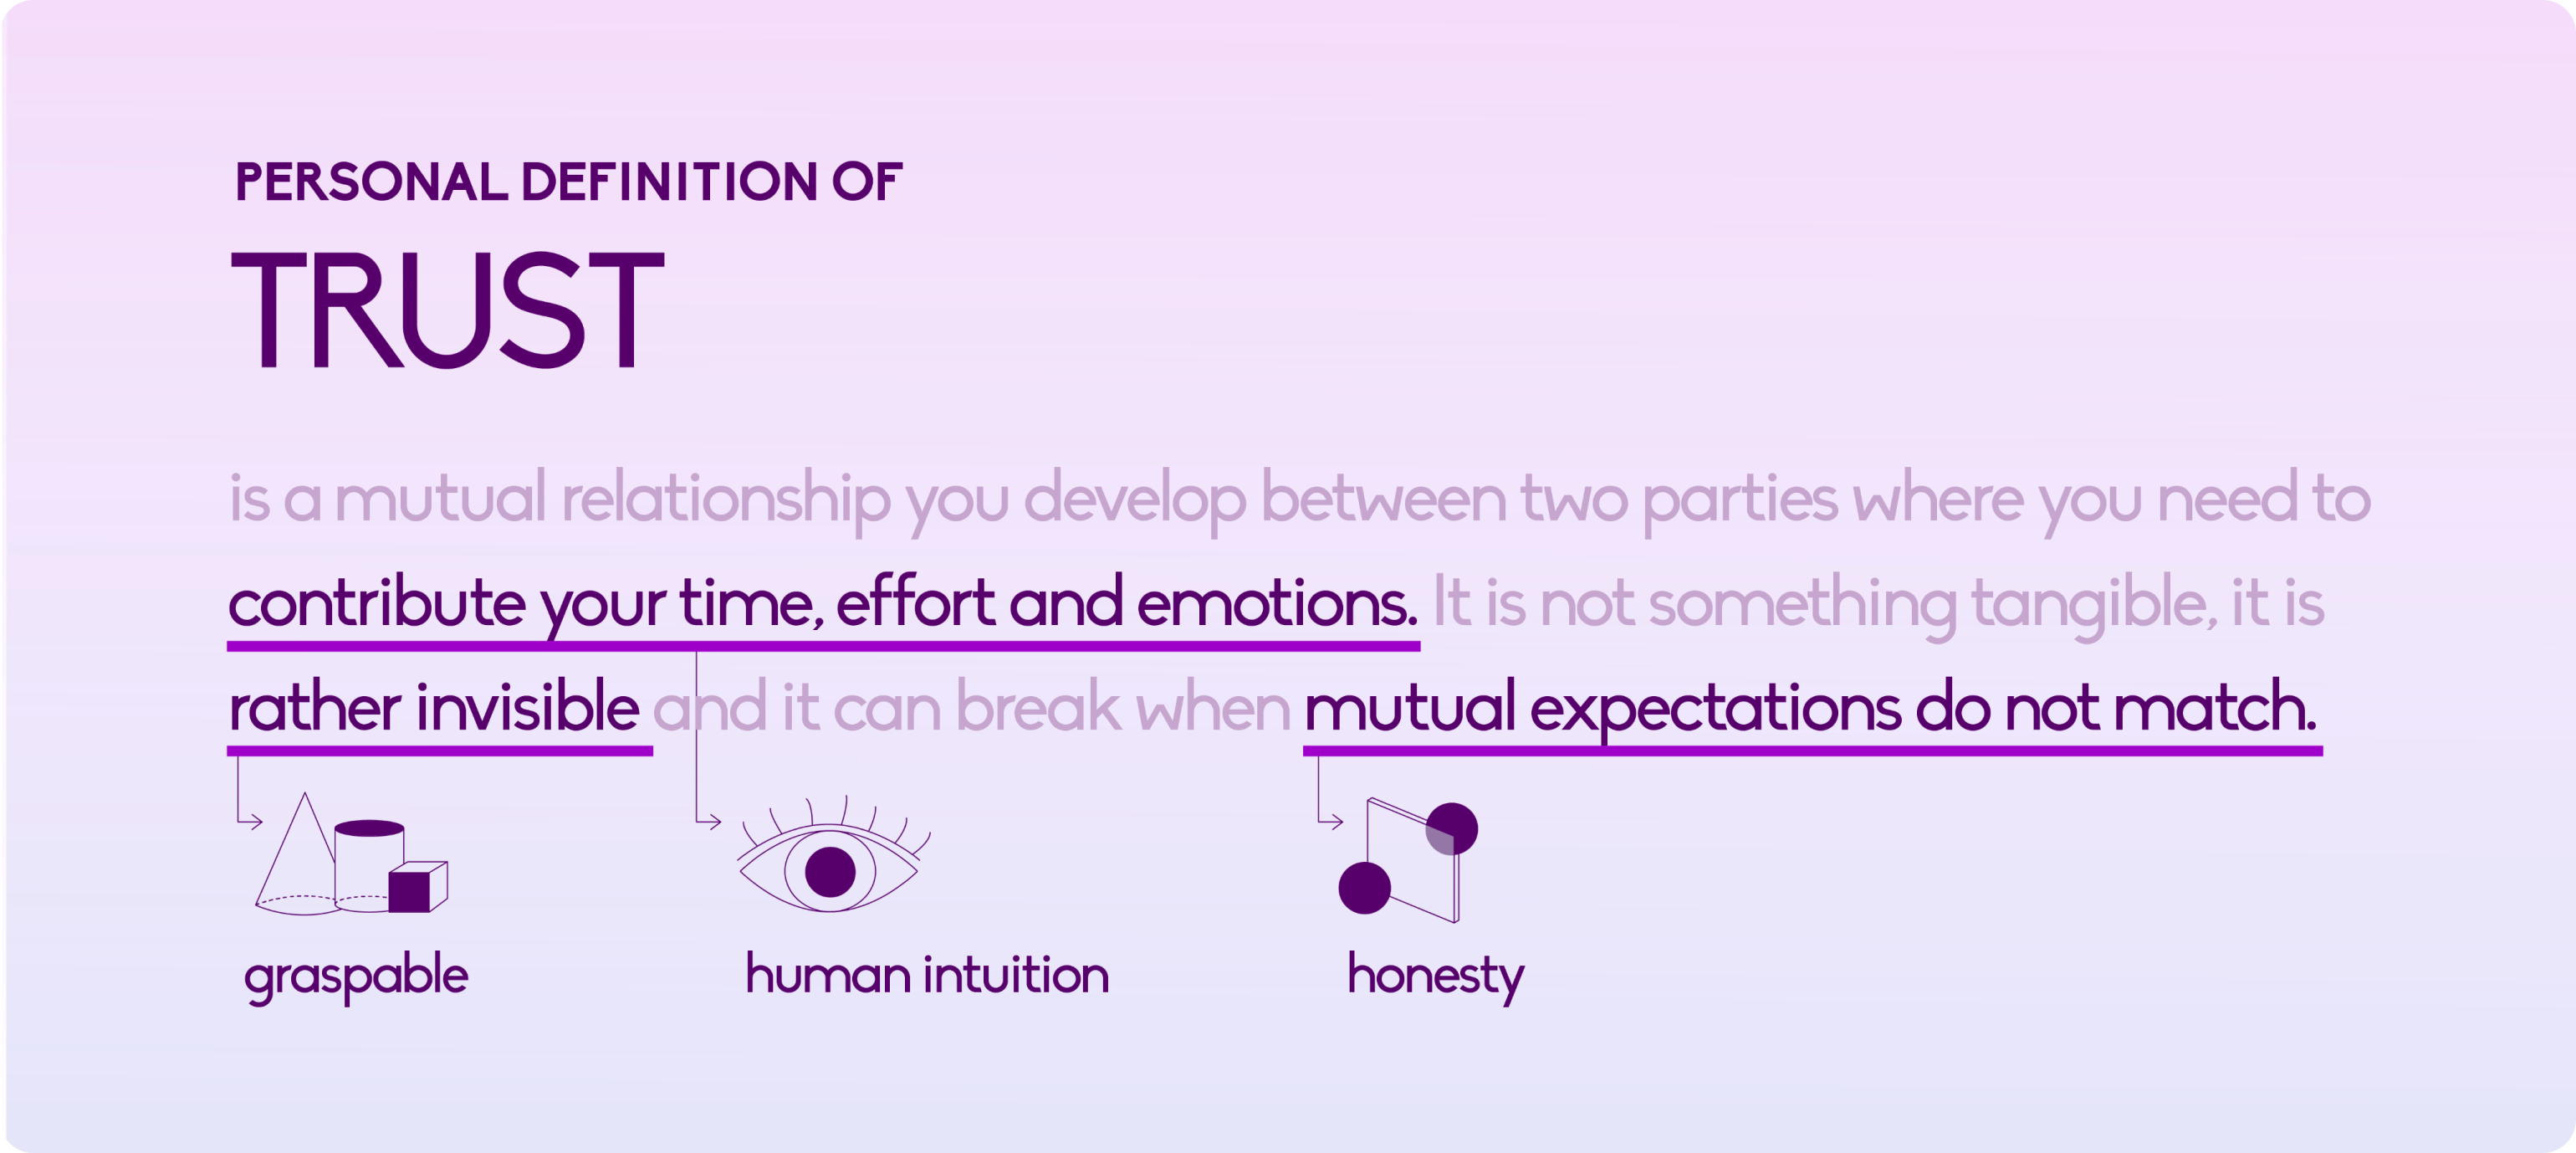 PERSONAL DEFINITION OF
TRUST
is a mutual relationship you develop between two parties where you need to
contribute your time, effort and emotions. It is not something tangible, it is
rather invisible and it can break when mutual expectations do not match.
graspable
human intuition
honesty